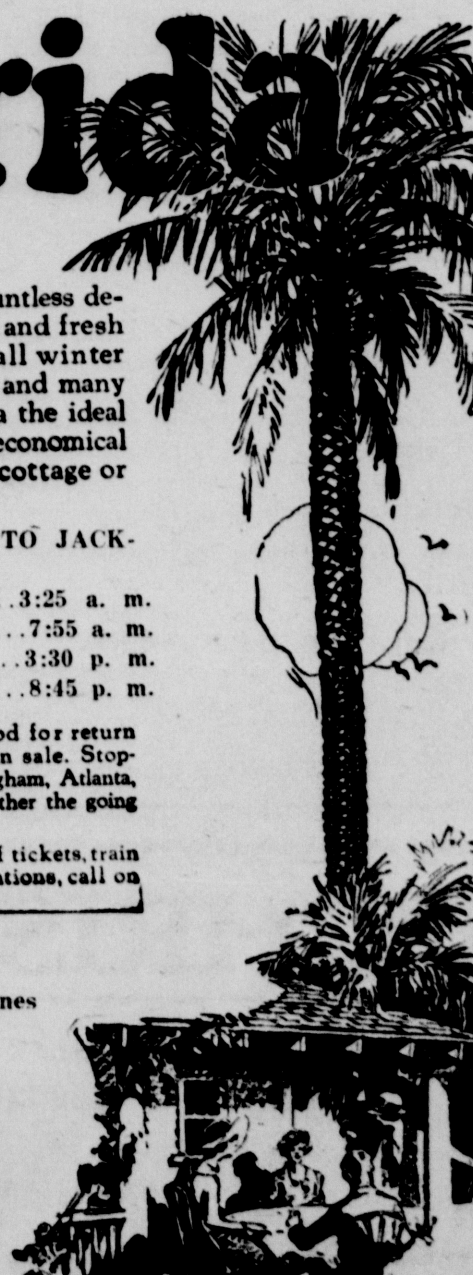 rida
untless de-
and fresh
all winter
and many
a the ideal
economical
cottage or
TO JACK-
..3:25 a. m.
...7:55 a. m.
...3:30 p. m.
...8:45 p. m.
od for return
n sale. Stop-
gham, Atlanta,
ther the going
d tickets, train
ations, call on
nes